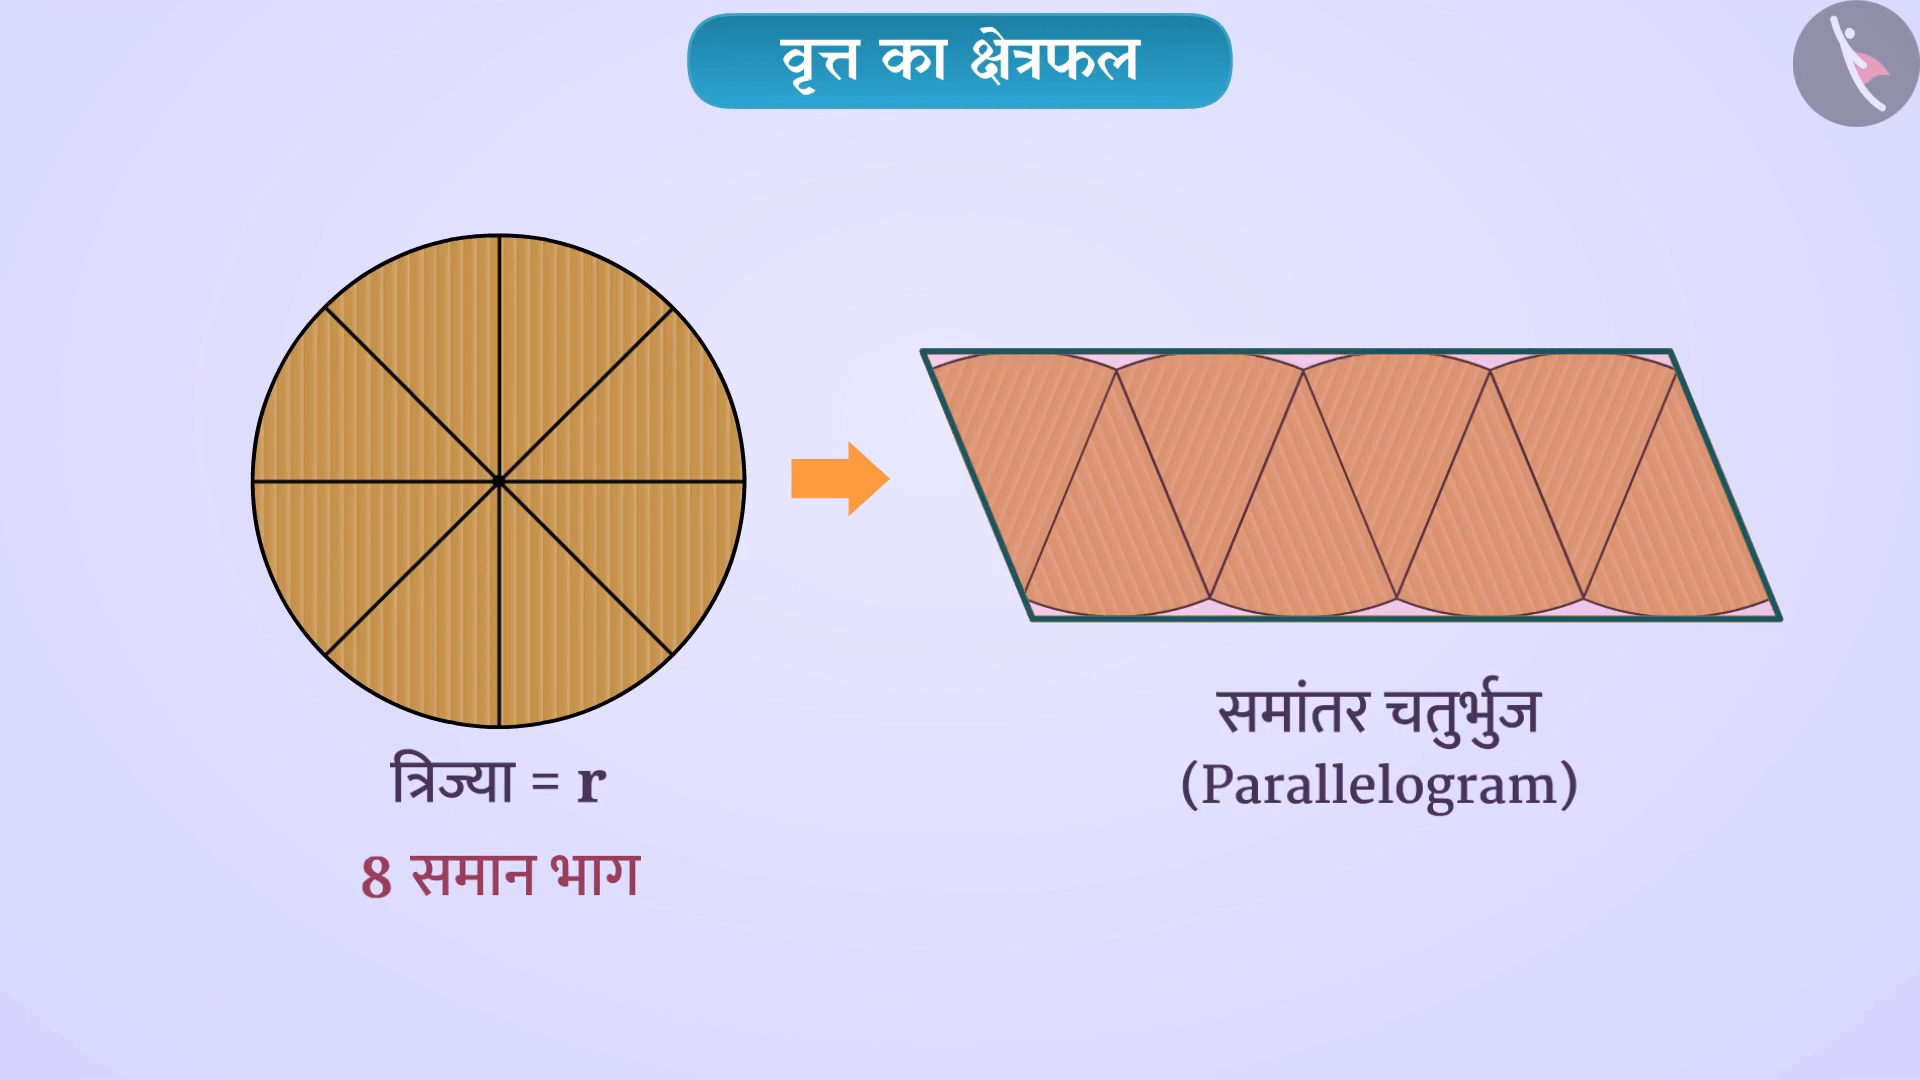 वृत्त का क्षेत्रफल
त्रिज्या = r
8 समान भाग
समांतर चतुर्भुज
(Parallelogram)